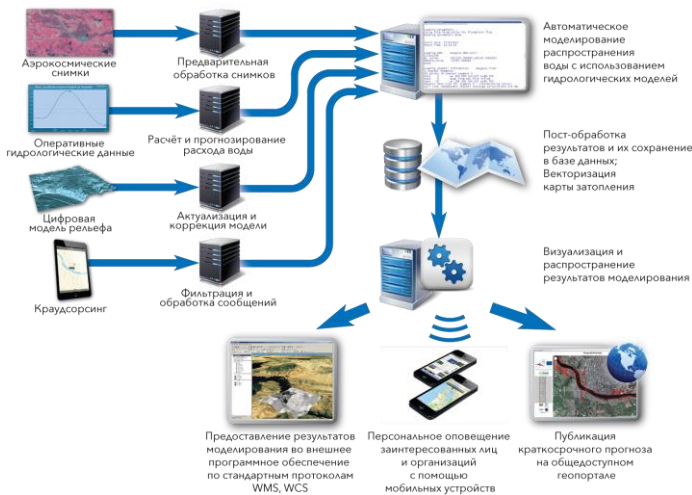 Аэрокосмические
снимки
Предварительная
обработка снимков
Автоматическое
моделирование
распространения
воды с использованием
гидрологических моделей
Оперативные
гидрологические данные
Расчёт и прогнозирование
расхода воды
Пост-обработка
результатов и их сохранение
в базе данных;
Векторизация
карты затопления
Цифровая
модель рельефа
Актуализация и
коррекция модели
Визуализация и
распространение
результатов моделирования
Краудсорсинг
Фильтрация и
обработка сообщений
Предоставление результатов
моделирования во внешнее
программное обеспечение
по стандартным протоколам
WMS, WCS
Персональное оповещение
заинтересованных лиц
и организаций
с помощью
мобильных устройств
Публикация
краткосрочного прогноза
на общедоступном
геопортале